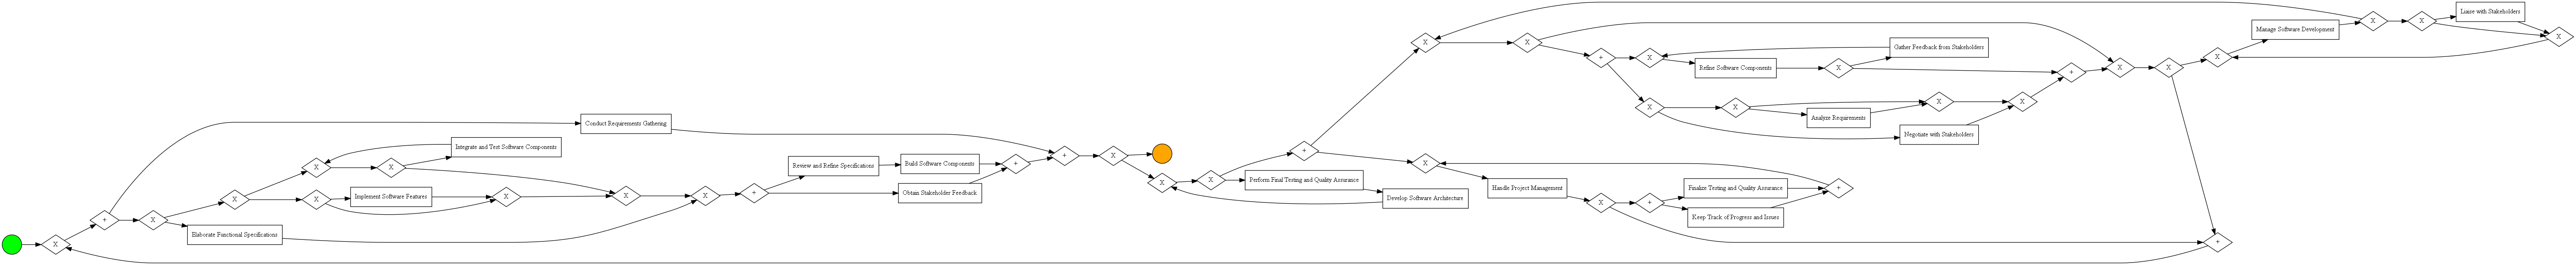 Conduct Requirements Gathering
Integrate and Test Software Components
Implement Software Features
Elaborate Functional Specifications
Review and Refine Specifications
Build Software Components
Obtain Stakeholder Feedback
Perform Final Testing and Quality Assurance
Develop Software Architecture
Handle Project Management
Finalize Testing and Quality Assurance
Keep Track of Progress and Issues
Gather Feedback from Stakeholders
Refine Software Components
Analyze Requirements
Negotiate with Stakeholders
Manage Software Development
Liaise with Stakeholders
X
+
X
X
X
X
X
X
X
X
+
+
+
X
X
X
+
X
X
+
X
X
X
X
X
X
+
X
X
X
+
+
X
X
X
X
X
X
+